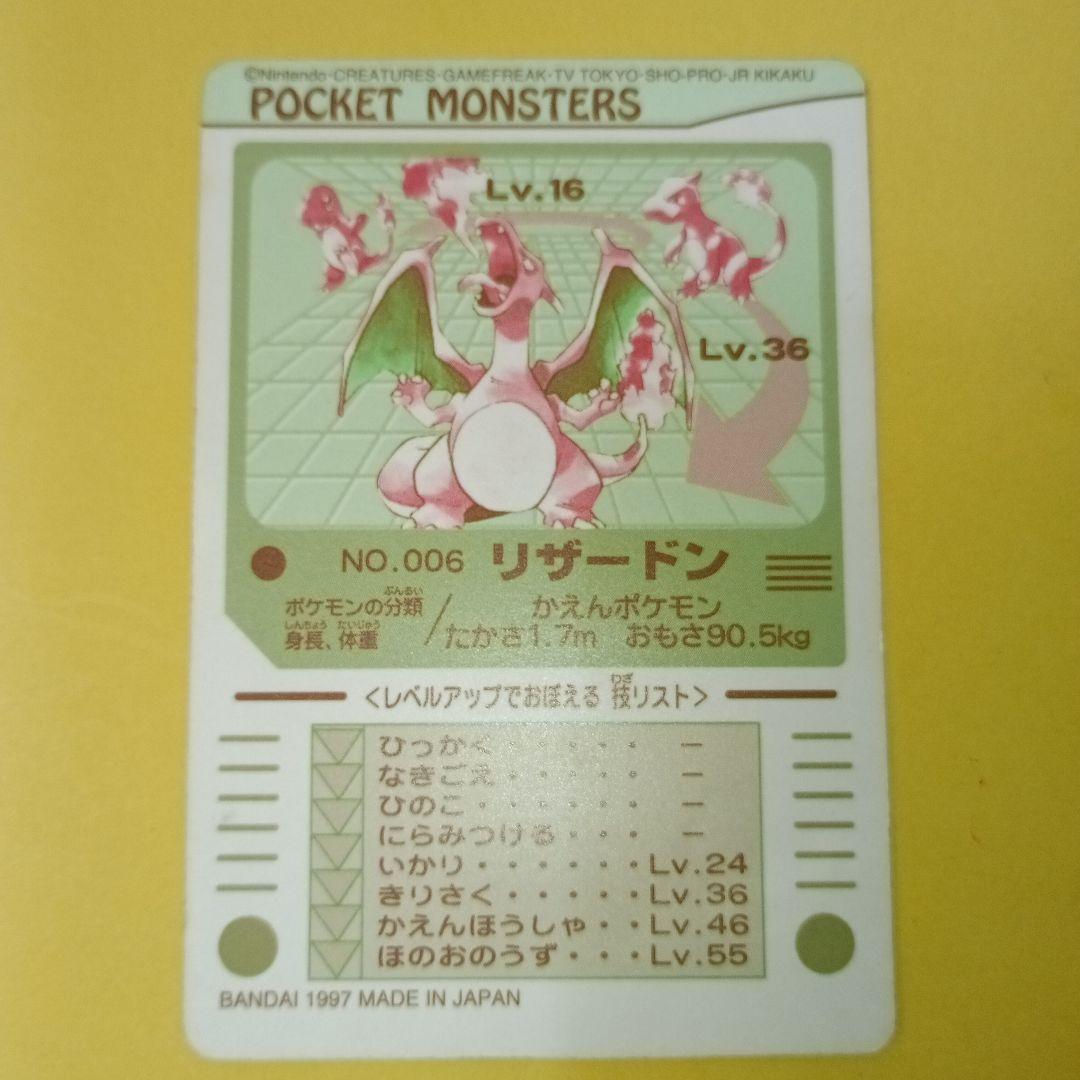 ©Nintendo·CREATURES·GAMEFREAK·TV TOKYO·SHO-PRO·JR KIKAKU
POCKET MONSTERS
Lv.16
Lv.36
NO.006 リザードン
ぶんるい
ポケモンの分類 / かえんポケモン
しんちょう たいじゅう
身長、体重 たかさ1.7m おもさ90.5kg
わざ
<レベルアップでおぼえる 技リスト>
ひっかく・・・・・ ー
なきごえ・・・・・ ー
ひのこ・・・・・・ ー
にらみつける・・・ ー
いかり・・・・・・Lv.24
きりさく・・・・・Lv.36
かえんほうしゃ・・Lv.46
ほのおのうず・・・Lv.55
BANDAI 1997 MADE IN JAPAN